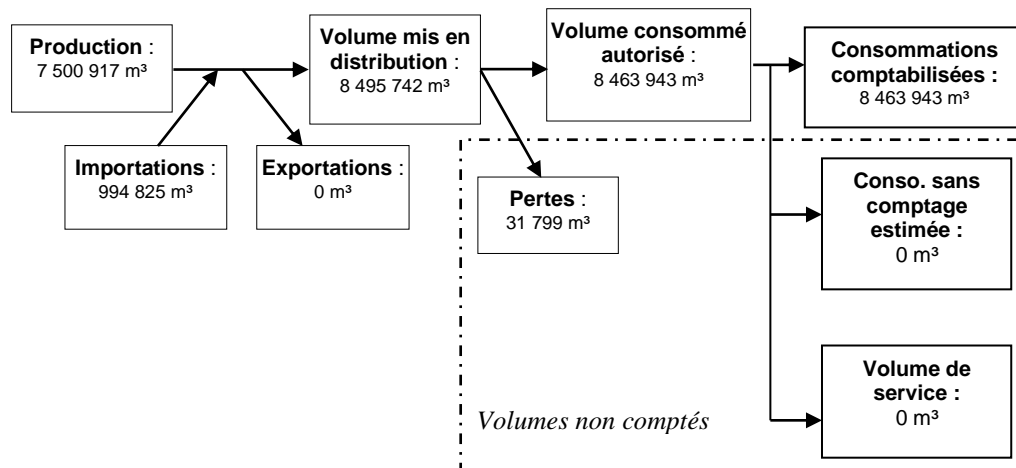 Production :
7 500 917 m³
Volume mis en
distribution :
8 495 742 m³
Volume consommé
autorisé :
8 463 943 m³
Consommations
comptabilisées :
8 463 943 m³
Importations :
994 825 m³
Exportations :
0 m³
Pertes :
31 799 m³
Conso. sans
comptage
estimée :
0 m³
Volume de
service :
0 m³
Volumes non comptés